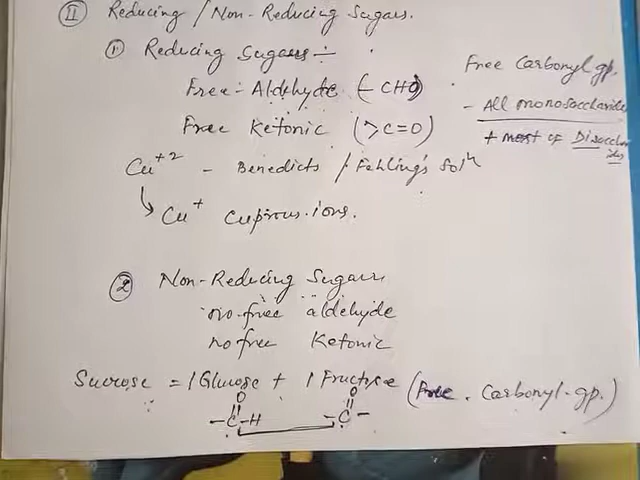 II Reducing / Non-Reducing Sugars.
1) Reducing Sugars :-
Free - Aldehyde (- CHO)
Free Ketonic (>C=O)
Free Carbonyl gp.
- All monosaccharide
+ most of Disacchar
ides
Cu+2 - Benedicts / Fehling's Soln
↳ Cu+ Cuprous ions.
2 Non-Reducing Sugars
no free aldehyde
no free Ketonic
Sucrose = 1 Glucose + 1 Fructose (Free. Carbonyl-gp.)
O O
-C-H -C-